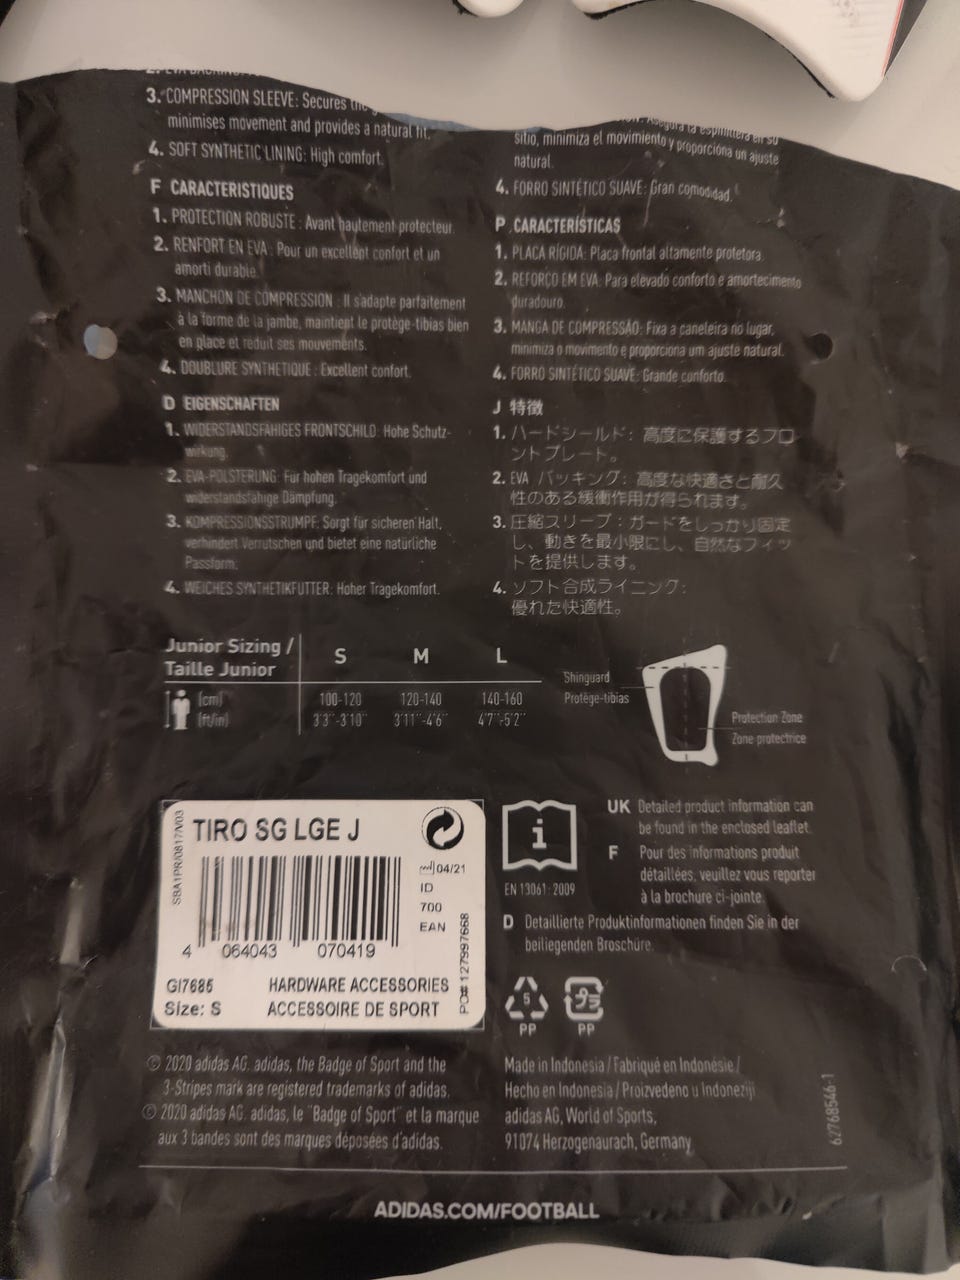 3. COMPRESSION SLEEVE: Secures the
minimises movement and provides a natural fit.
4. SOFT SYNTHETIC LINING: High comfort.
F CARACTERISTIQUES
1. PROTECTION ROBUSTE : Avant hautement protecteur.
2. RENFORT EN EVA : Pour un excellent confort et un
amorti durable.
3. MANCHON DE COMPRESSION : Il s'adapte parfaitement
à la forme de la jambe, maintient le protège-tibias bien
en place et réduit ses mouvements.
4. DOUBLURE SYNTHETIQUE : Excellent confort.
D EIGENSCHAFTEN
1. WIDERSTANDSFÄHIGES FRONTSCHILD: Hohe Schutz-
wirkung.
2. EVA-POLSTERUNG: Für hohen Tragekomfort und
widerstandsfähige Dämpfung.
3. KOMPRESSIONSSTRUMPF: Sorgt für sicheren Halt,
verhindert Verrutschen und bietet eine natürliche
Passform.
4. WEICHES SYNTHETIKFUTTER: Hoher Tragekomfort.
Asegura la espinillera en su
sitio, minimiza el movimiento y proporciona un ajuste
natural.
4. FORRO SINTÉTICO SUAVE: Gran comodidad.
P CARACTERÍSTICAS
1. PLACA RÍGIDA: Placa frontal altamente protetora.
2. REFORÇO EM EVA: Para elevado conforto e amortecimento
duradouro.
3. MANGA DE COMPRESSÃO: Fixa a caneleira no lugar,
minimiza o movimento e proporciona um ajuste natural.
4. FORRO SINTÉTICO SUAVE: Grande conforto.
J 特徴
1. ハードシールド: 高度に保護するフロ
ントプレート。
2. EVA バッキング: 高度な快適さと耐久
性のある緩衝作用が得られます。
3. 圧縮スリーブ: ガードをしっかり固定
し、動きを最小限にし、自然なフィッ
トを提供します。
4. ソフト合成ライニング:
優れた快適性。
Junior Sizing / S M L
Taille Junior
(cm) 100-120 120-140 140-160
(ft/in) 3'3"-3'10" 3'11"-4'6" 4'7"-5'2"
Shinguard
Protège-tibias
Protection Zone
Zone protectrice
SBA1PR/0817/V03
TIRO SG LGE J
04/21
ID
700
EAN
4 064043 070419
PO# 127997668
GI7685 HARDWARE ACCESSORIES
Size: S ACCESSOIRE DE SPORT
i
EN 13061: 2009
UK Detailed product information can
be found in the enclosed leaflet.
F Pour des informations produit
détaillées, veuillez vous reporter
à la brochure ci-jointe.
D Detaillierte Produktinformationen finden Sie in der
beiliegenden Broschüre.
5 プラ
PP PP
© 2020 adidas AG. adidas, the Badge of Sport and the
3-Stripes mark are registered trademarks of adidas.
© 2020 adidas AG. adidas, le "Badge of Sport" et la marque
aux 3 bandes sont des marques déposées d'adidas.
Made in Indonesia / Fabriqué en Indonésie /
Hecho en Indonesia / Proizvedeno u Indoneziji
adidas AG, World of Sports,
91074 Herzogenaurach, Germany
62768546-1
ADIDAS.COM/FOOTBALL